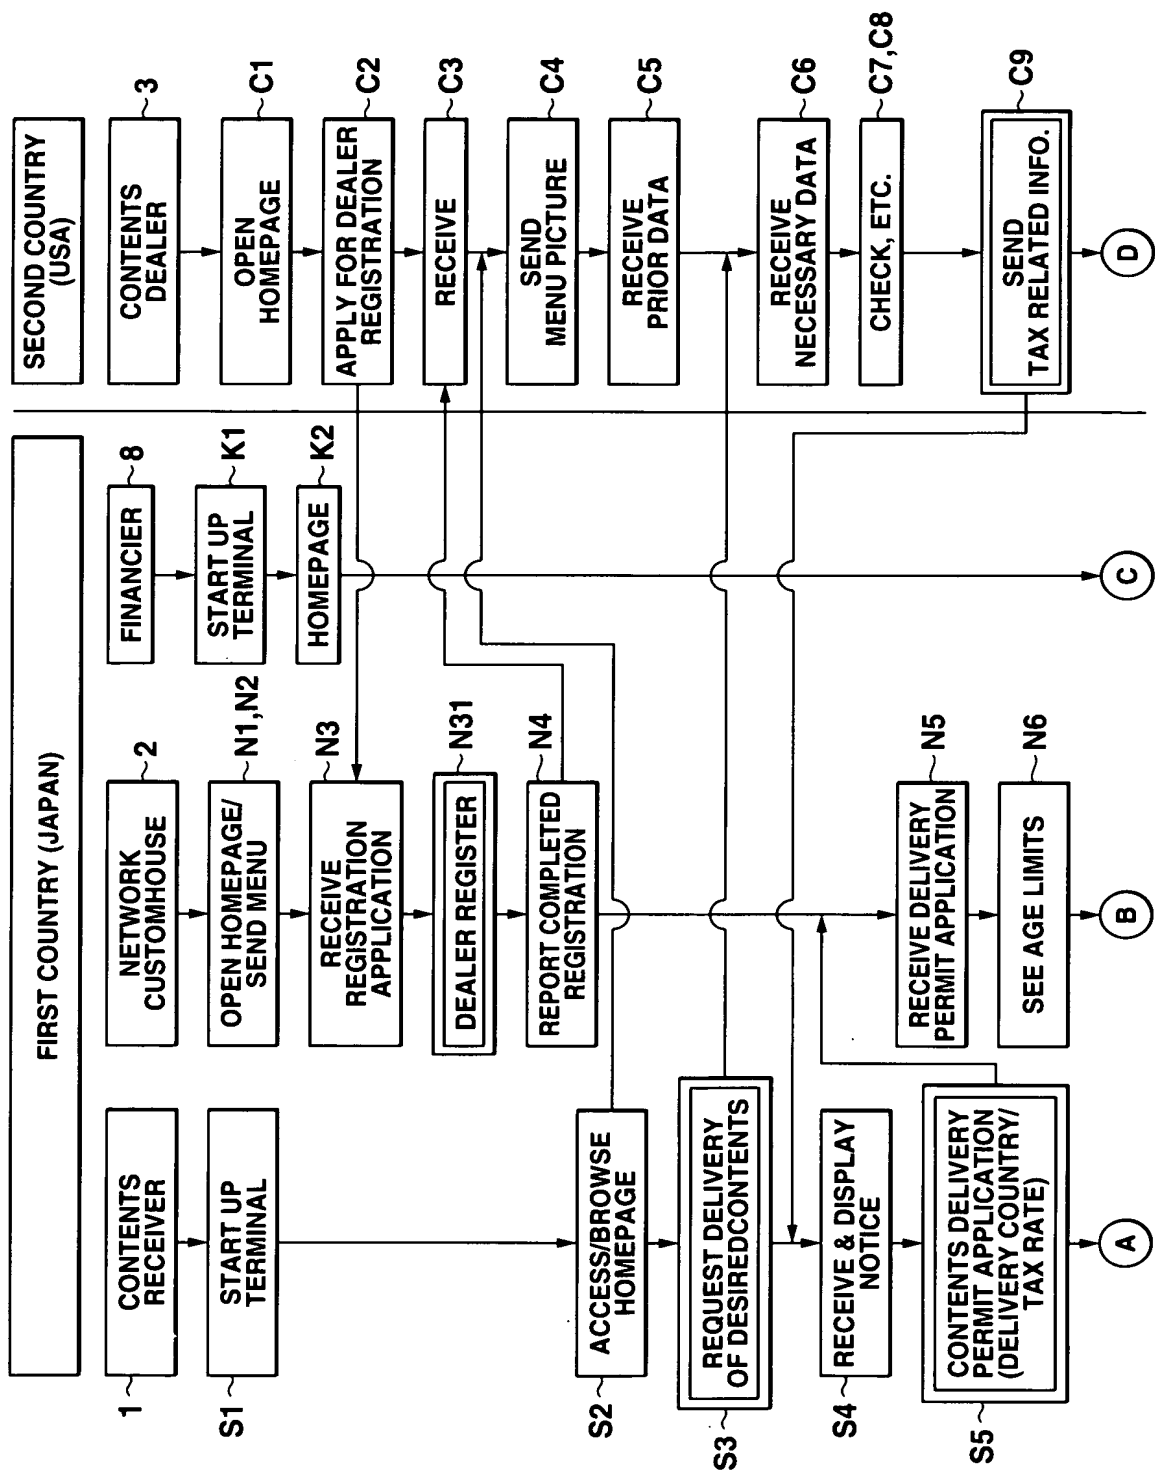 FIRST COUNTRY (JAPAN)
SECOND COUNTRY
(USA)
1
CONTENTS
RECEIVER
NETWORK
CUSTOMHOUSE
2
FINANCIER
8
CONTENTS
DEALER
3
S1
START UP
TERMINAL
OPEN HOMEPAGE/
SEND MENU
N1,N2
START UP
TERMINAL
K1
OPEN
HOMEPAGE
C1
RECEIVE
REGISTRATION
APPLICATION
N3
HOMEPAGE
K2
APPLY FOR DEALER
REGISTRATION
C2
DEALER REGISTER
N31
RECEIVE
C3
REPORT COMPLETED
REGISTRATION
N4
SEND
MENU PICTURE
C4
S2
ACCESS/BROWSE
HOMEPAGE
RECEIVE
PRIOR DATA
C5
S3
REQUEST DELIVERY
OF DESIREDCONTENTS
RECEIVE
NECESSARY DATA
C6
S4
RECEIVE & DISPLAY
NOTICE
CHECK, ETC.
C7,C8
RECEIVE DELIVERY
PERMIT APPLICATION
N5
S5
CONTENTS DELIVERY
PERMIT APPLICATION
(DELIVERY COUNTRY/
TAX RATE)
SEE AGE LIMITS
N6
SEND
TAX RELATED INFO.
C9
A
B
C
D